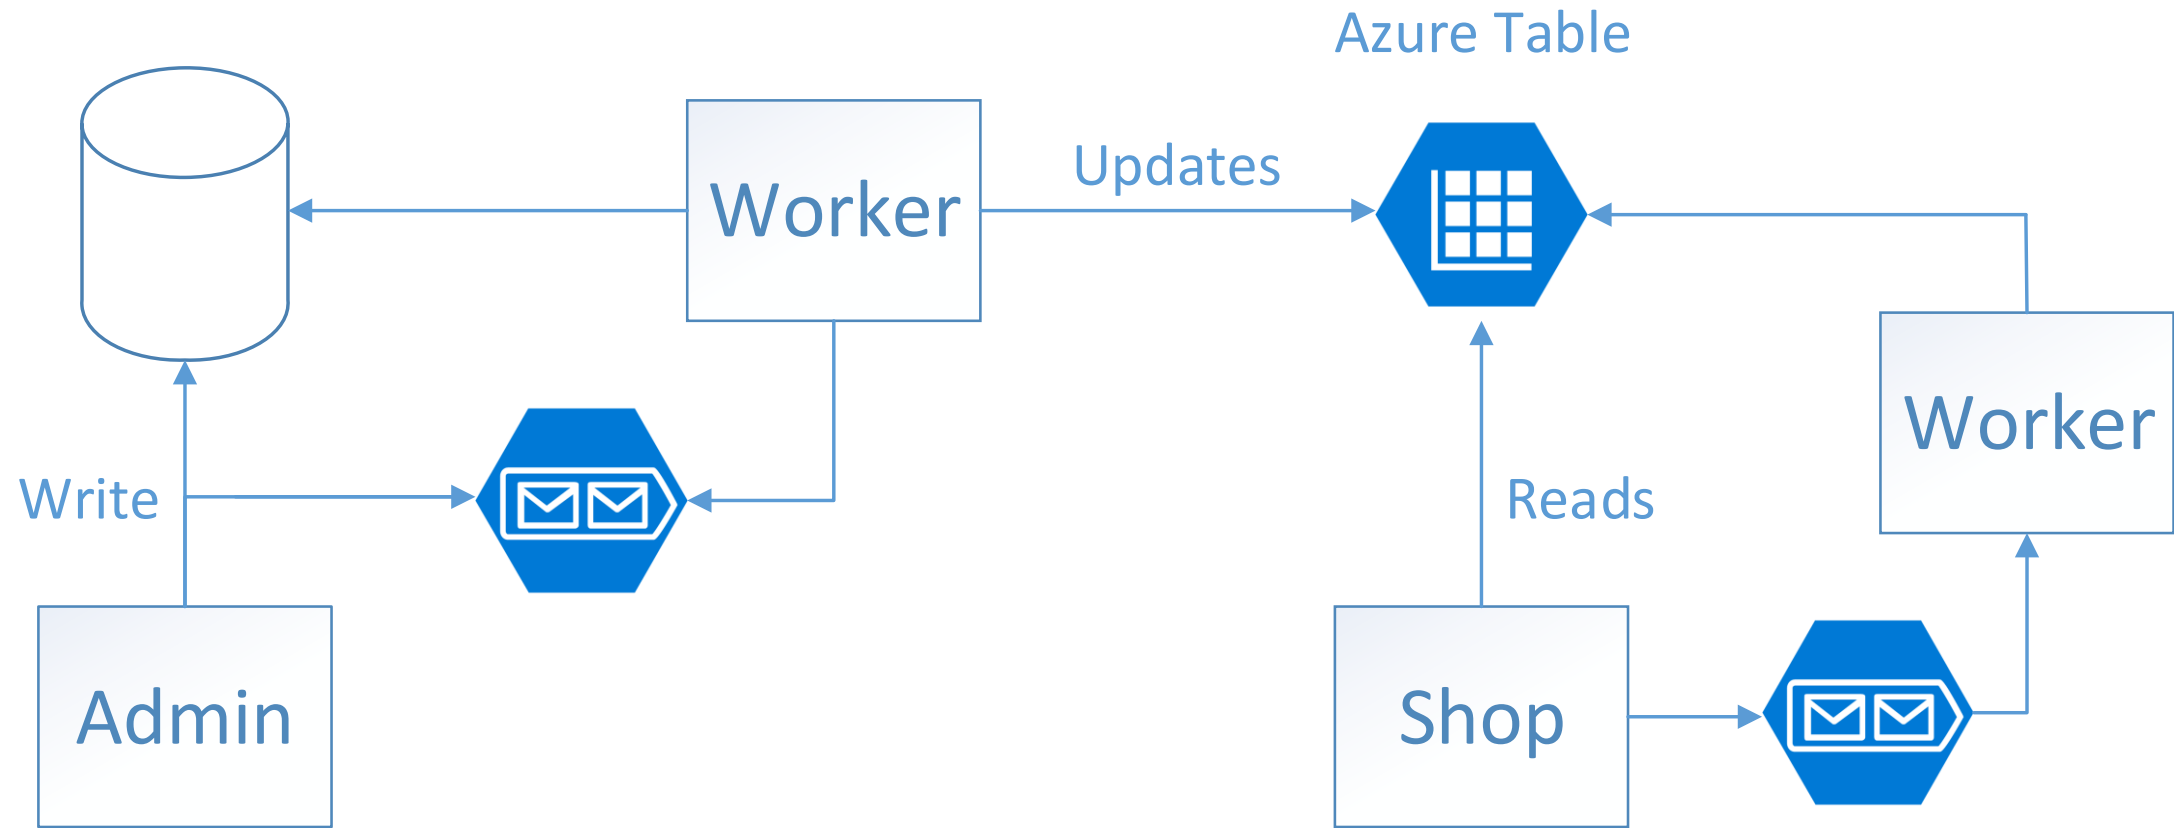 Azure Table
Updates
Worker
Worker
Write
Reads
Admin
Shop